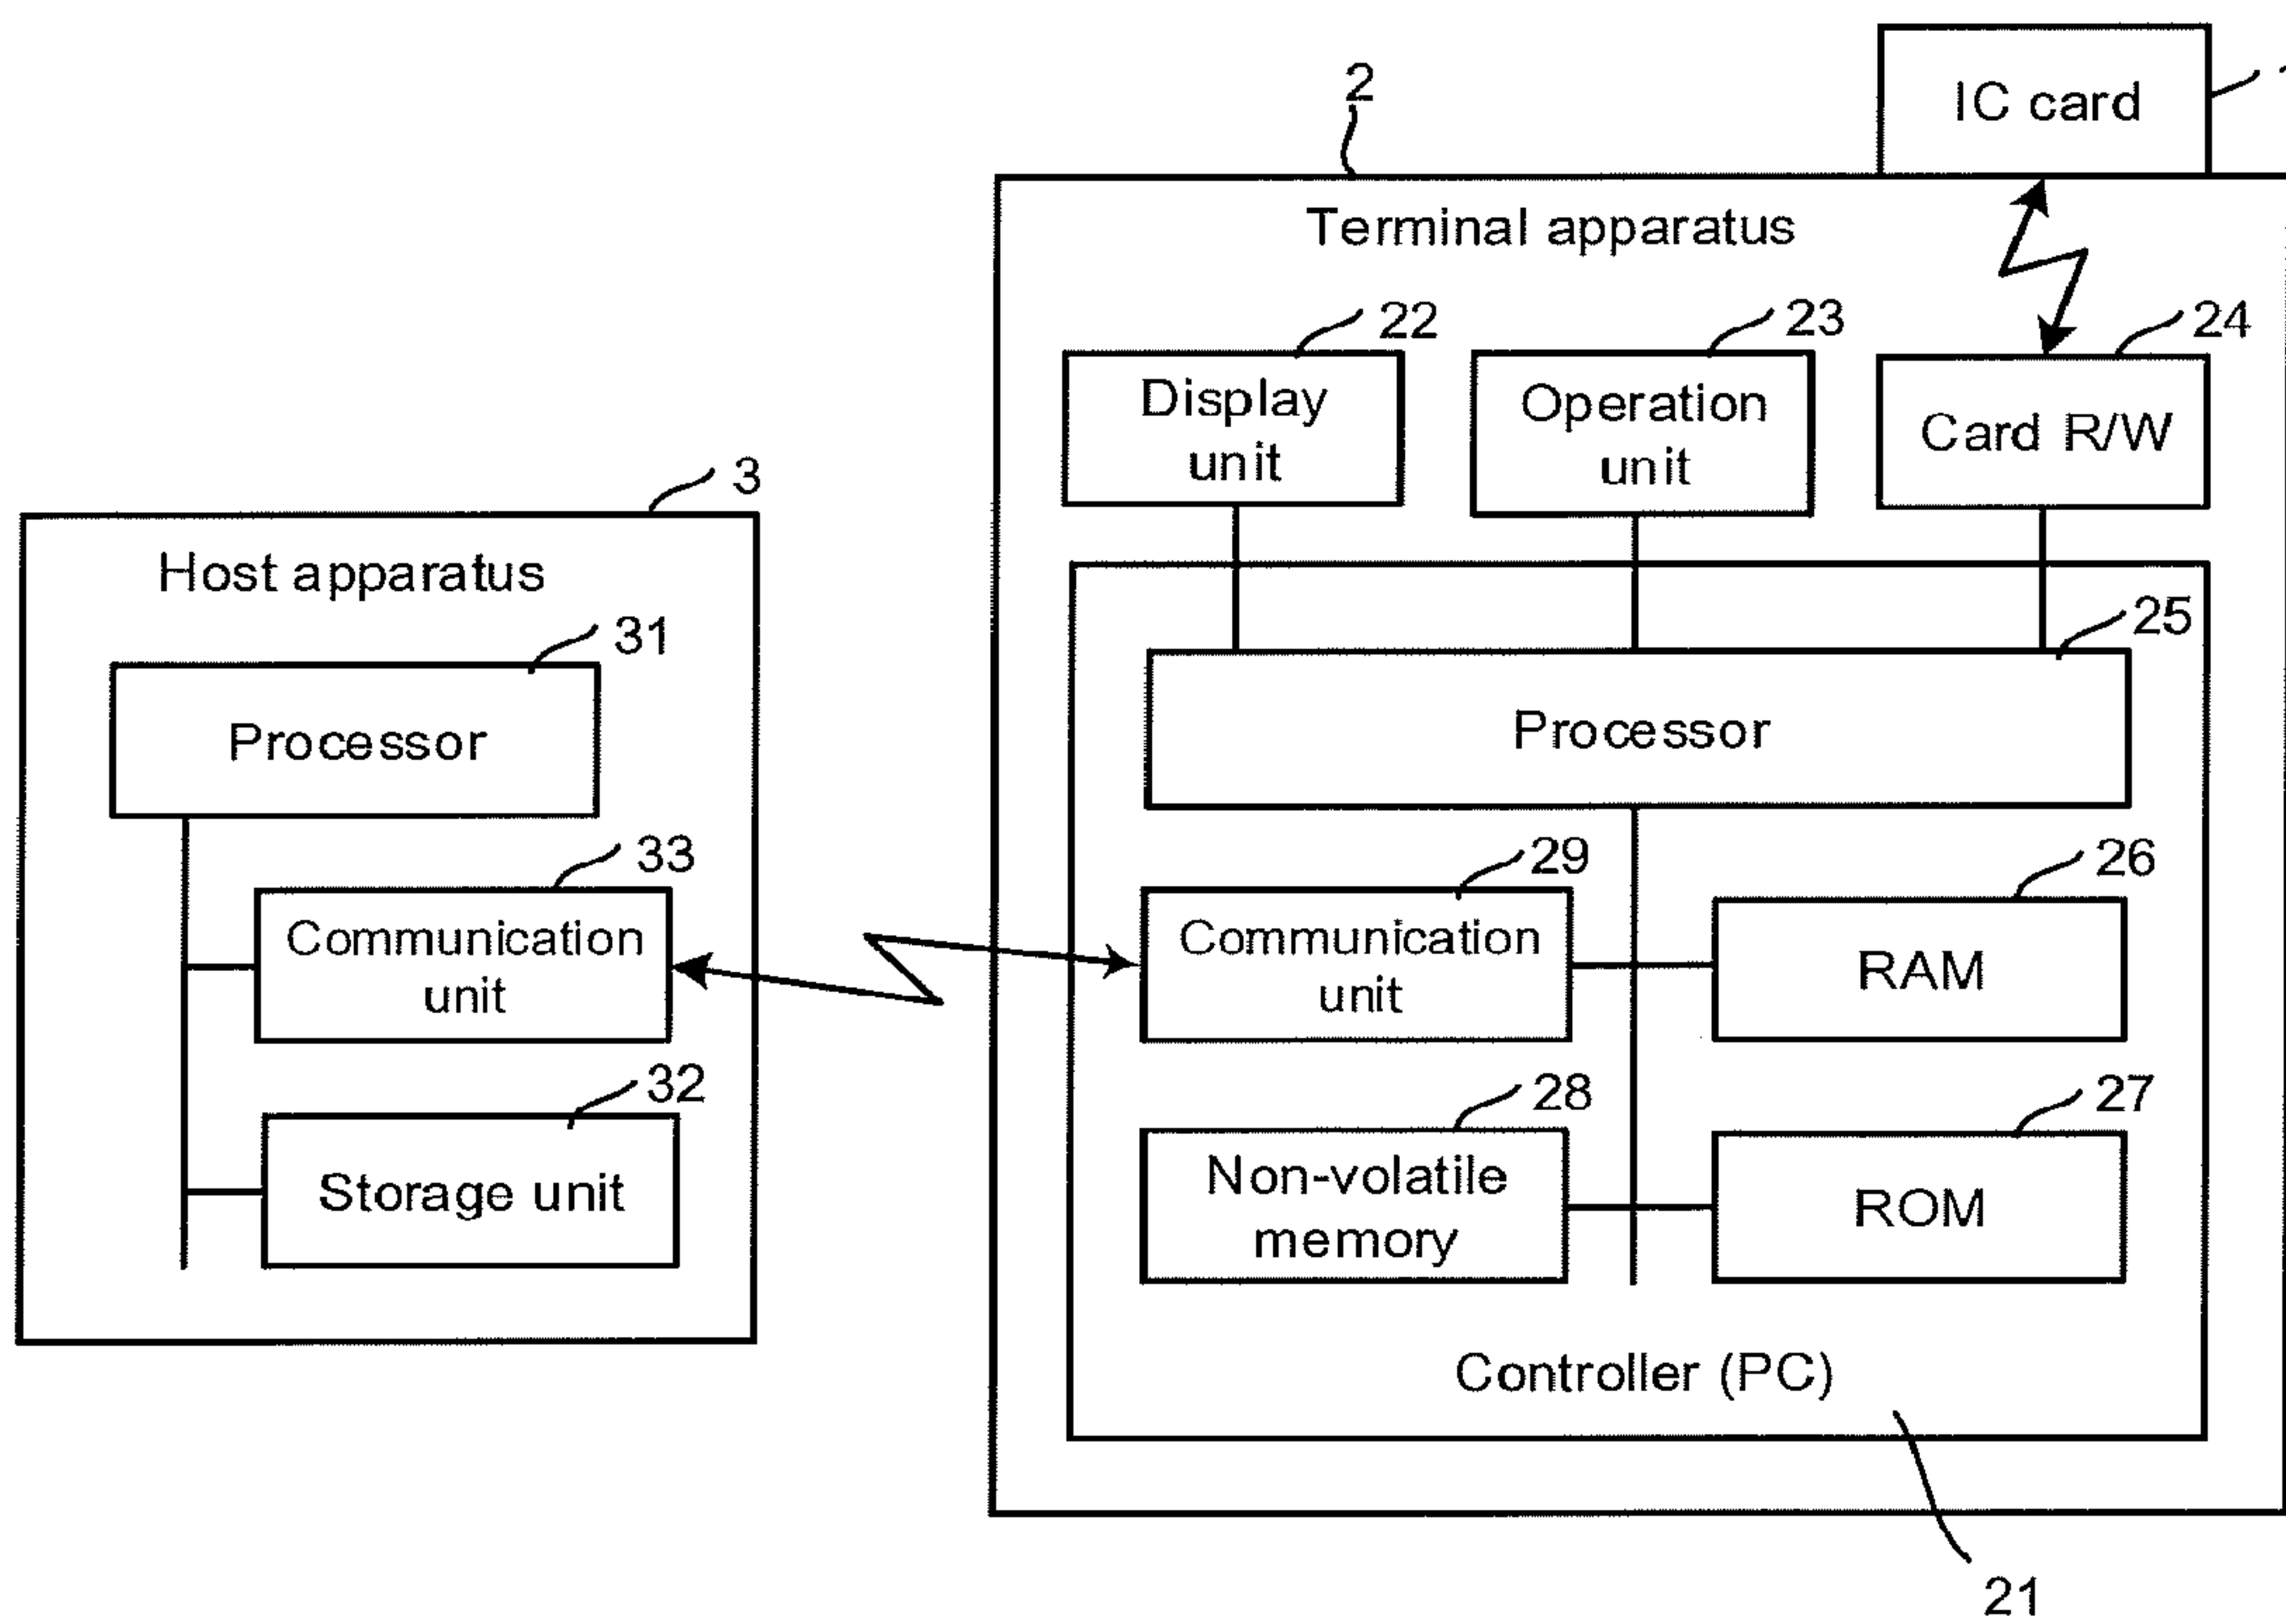 IC card
2
Terminal apparatus
22
23
24
Display
unit
Operation
unit
Card R/W
3
Host apparatus
31
25
Processor
Processor
33
29
26
Communication
unit
Communication
unit
RAM
32
28
27
Storage unit
Non-volatile
memory
ROM
Controller (PC)
21